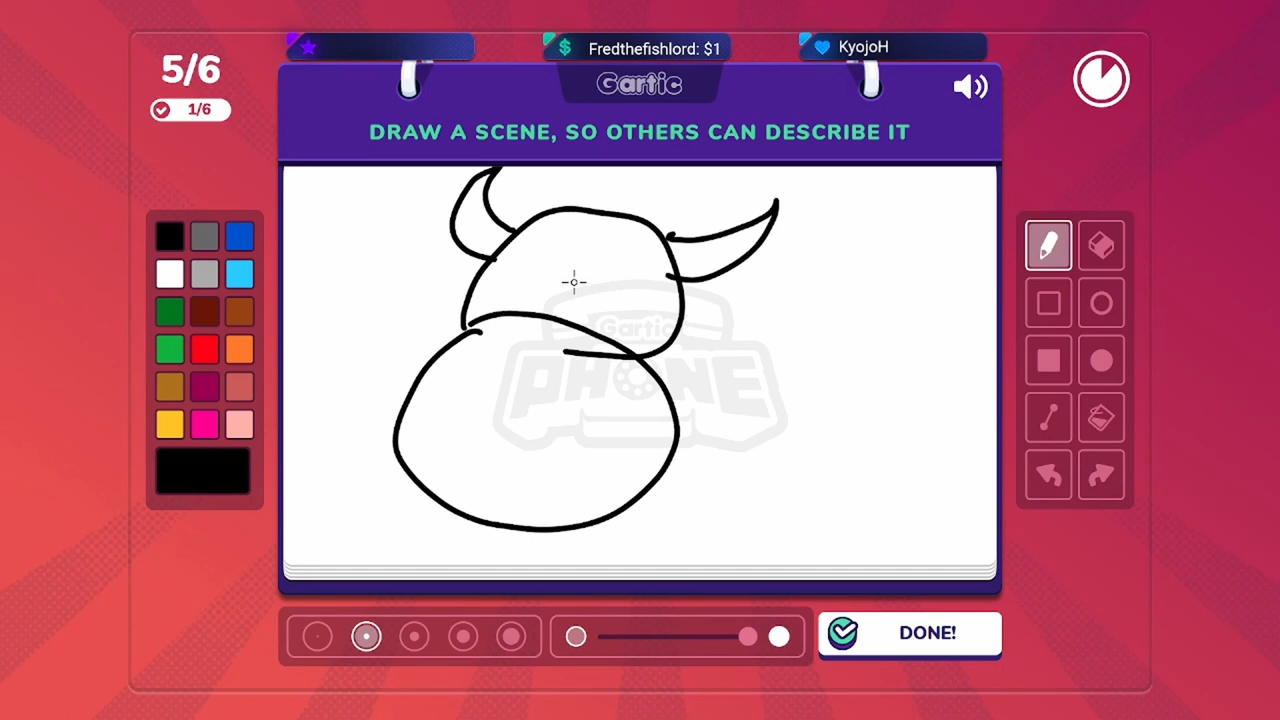 5/6
1/6
Fredthefishlord: $1
KyojoH
Gartic
DRAW A SCENE, SO OTHERS CAN DESCRIBE IT
Gartic
PHONE
DONE!